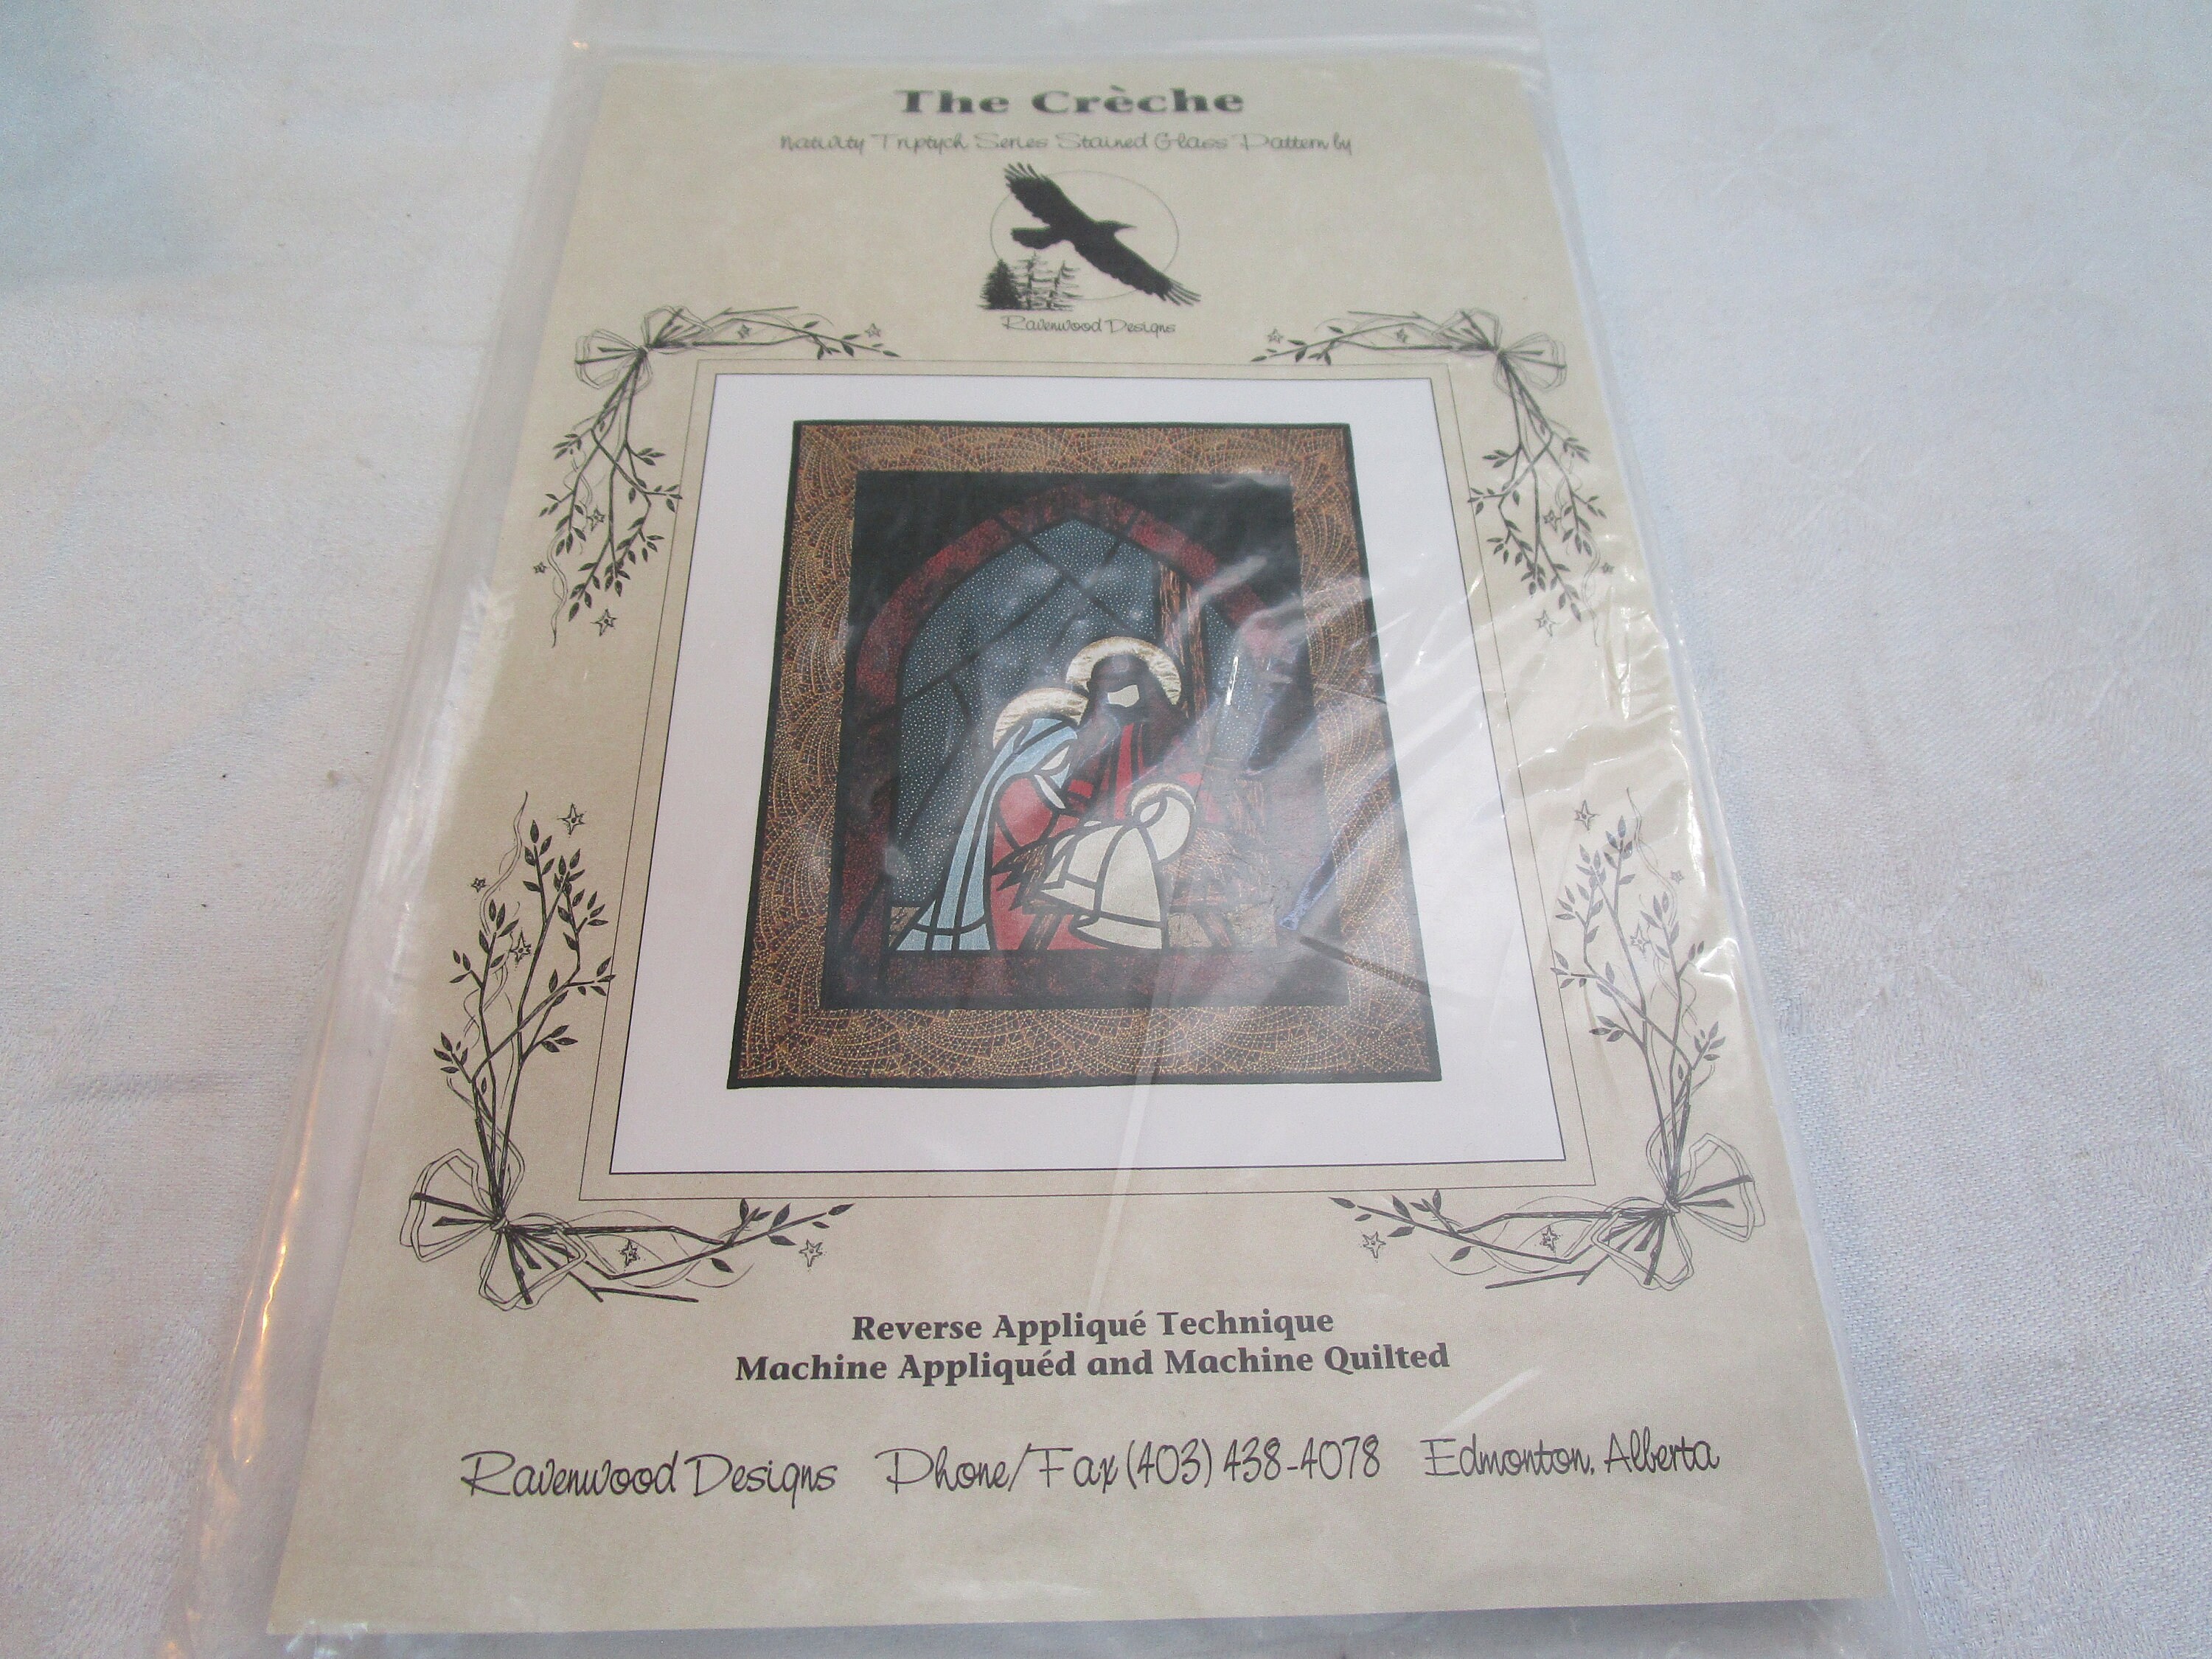 The Crèche
Nativity Triptych Series Stained Glass Pattern by
Ravenwood Designs
Reverse Appliqué Technique
Machine Appliquéd and Machine Quilted
Ravenwood Designs Phone/Fax (403) 438-4078 Edmonton, Alberta